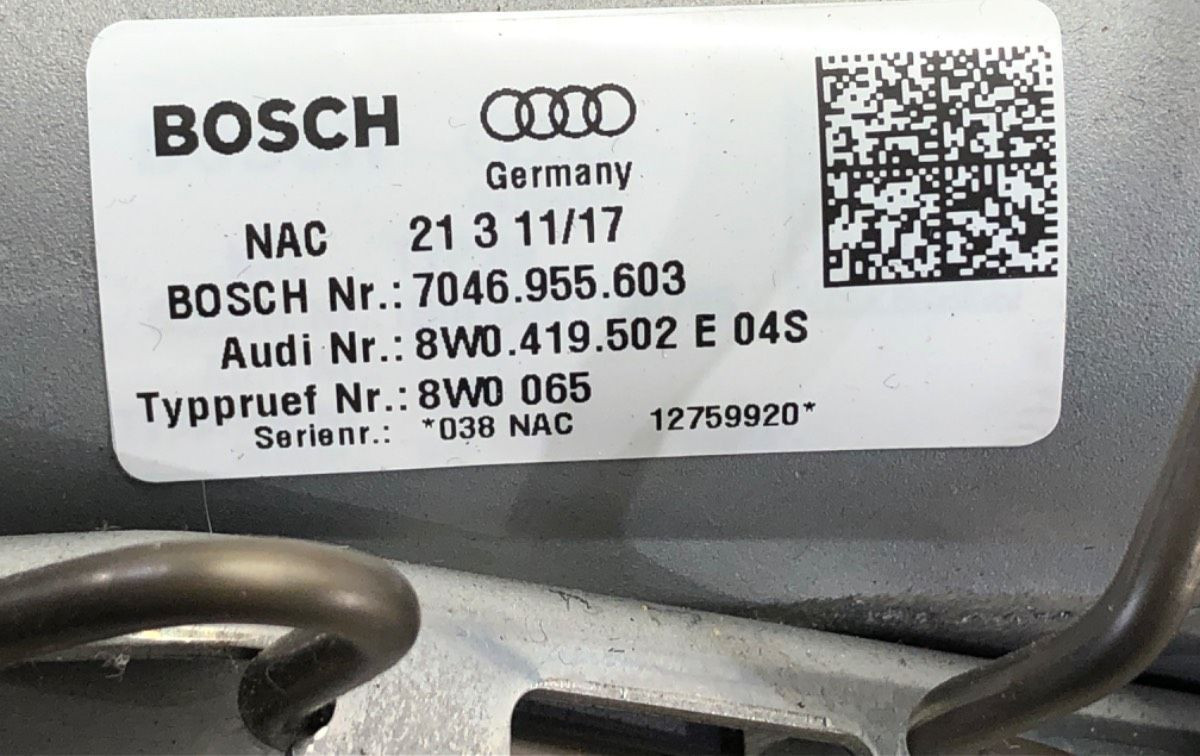 BOSCH
Germany
NAC 21 3 11/17
BOSCH Nr.: 7046.955.603
Audi Nr.: 8W0.419.502 E 04S
Typpruef Nr.: 8W0 065
Serienr.: *038 NAC 12759920*